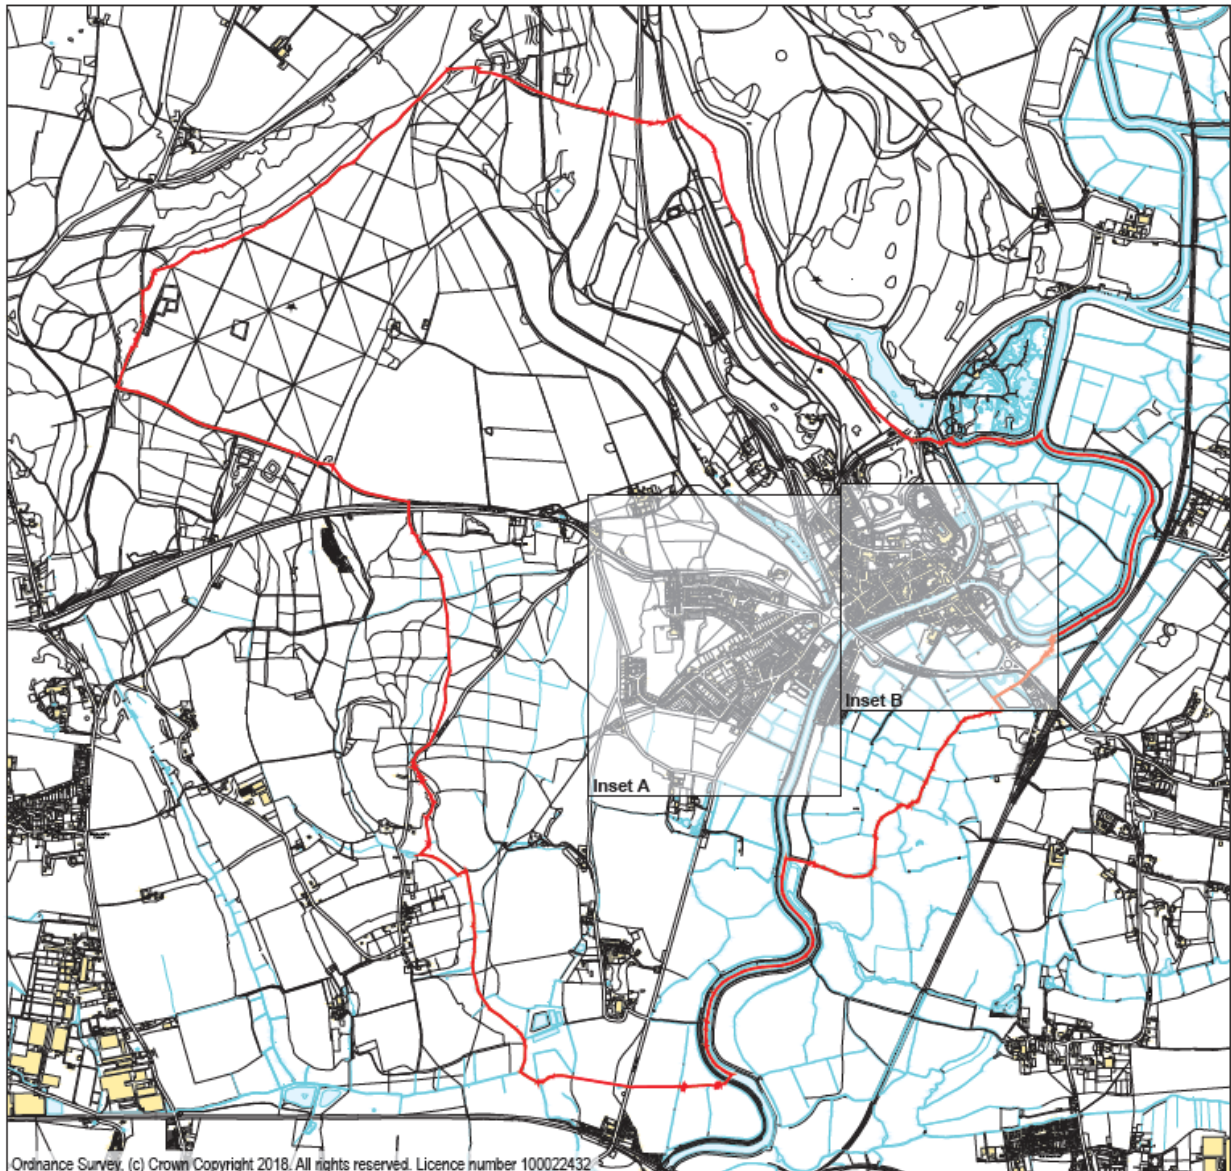 Inset B
Inset A
Ordnance Survey, (c) Crown Copyright 2018. All rights reserved. Licence number 100022432